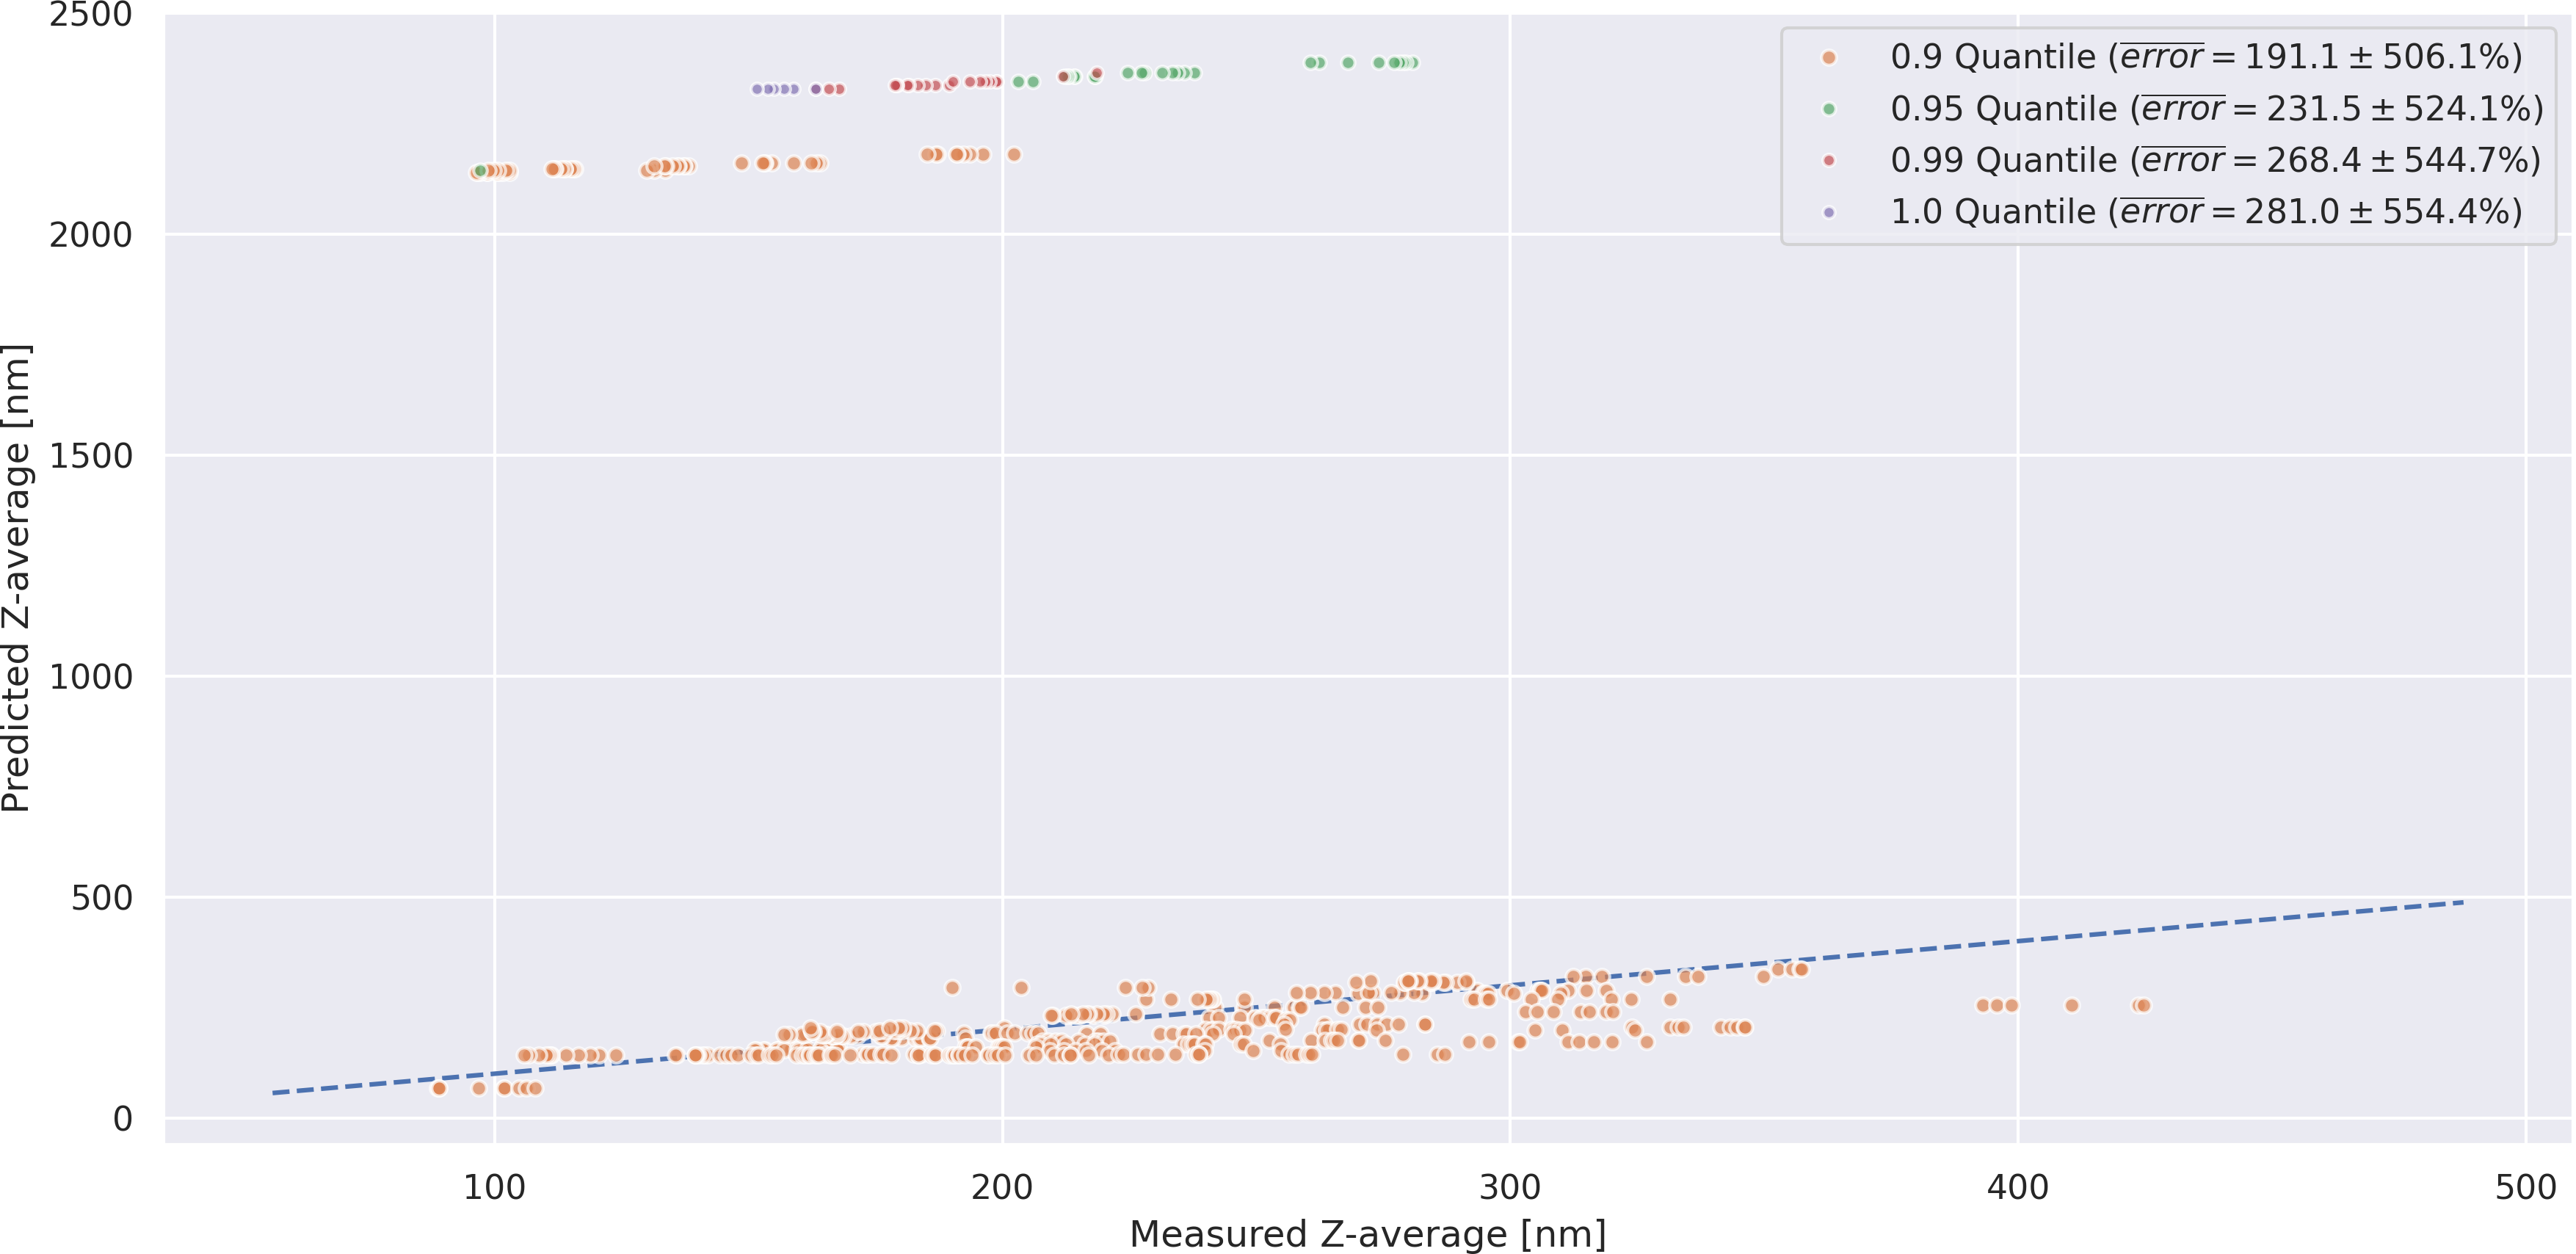 2500
2000
1500
1000
500
0
Predicted Z-average [nm]
0.9 Quantile (error = 191.1 ± 506.1%)
0.95 Quantile (error = 231.5 ± 524.1%)
0.99 Quantile (error = 268.4 ± 544.7%)
1.0 Quantile (error = 281.0 ± 554.4%)
100 200 300 400 500
Measured Z-average [nm]